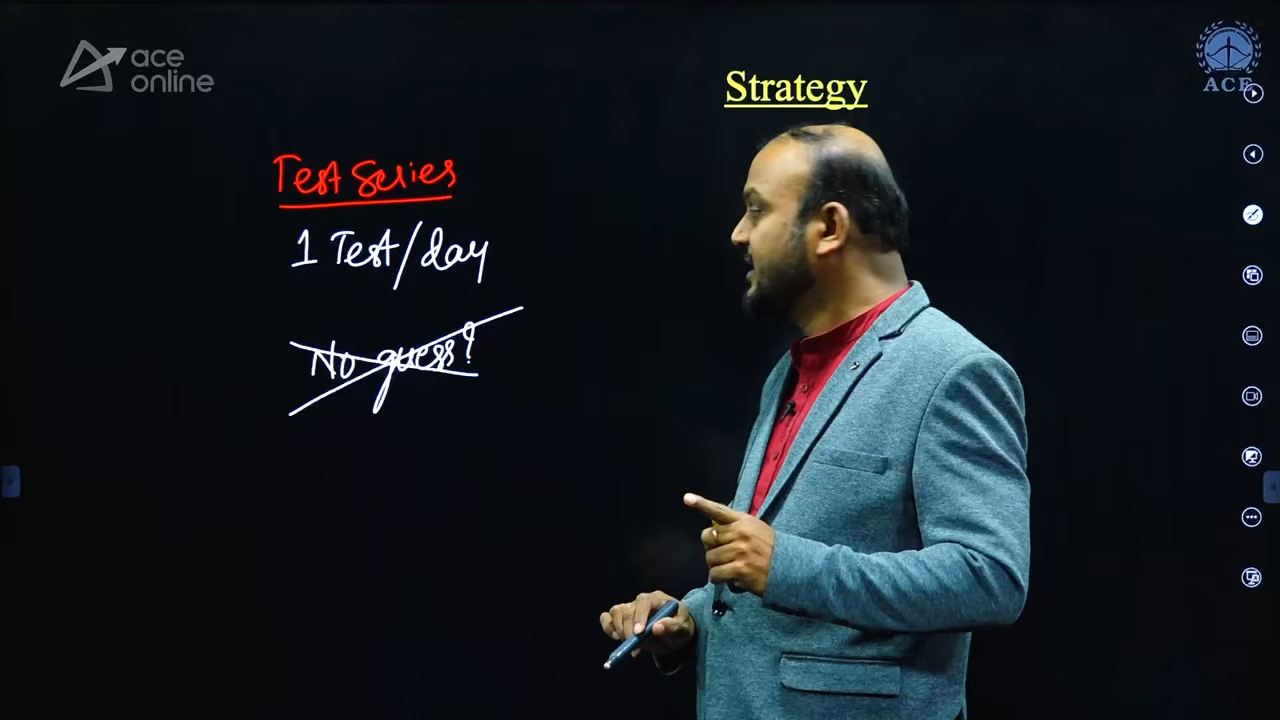 ace
online
Strategy
ACE
Test Series
1 Test/day
No guess?